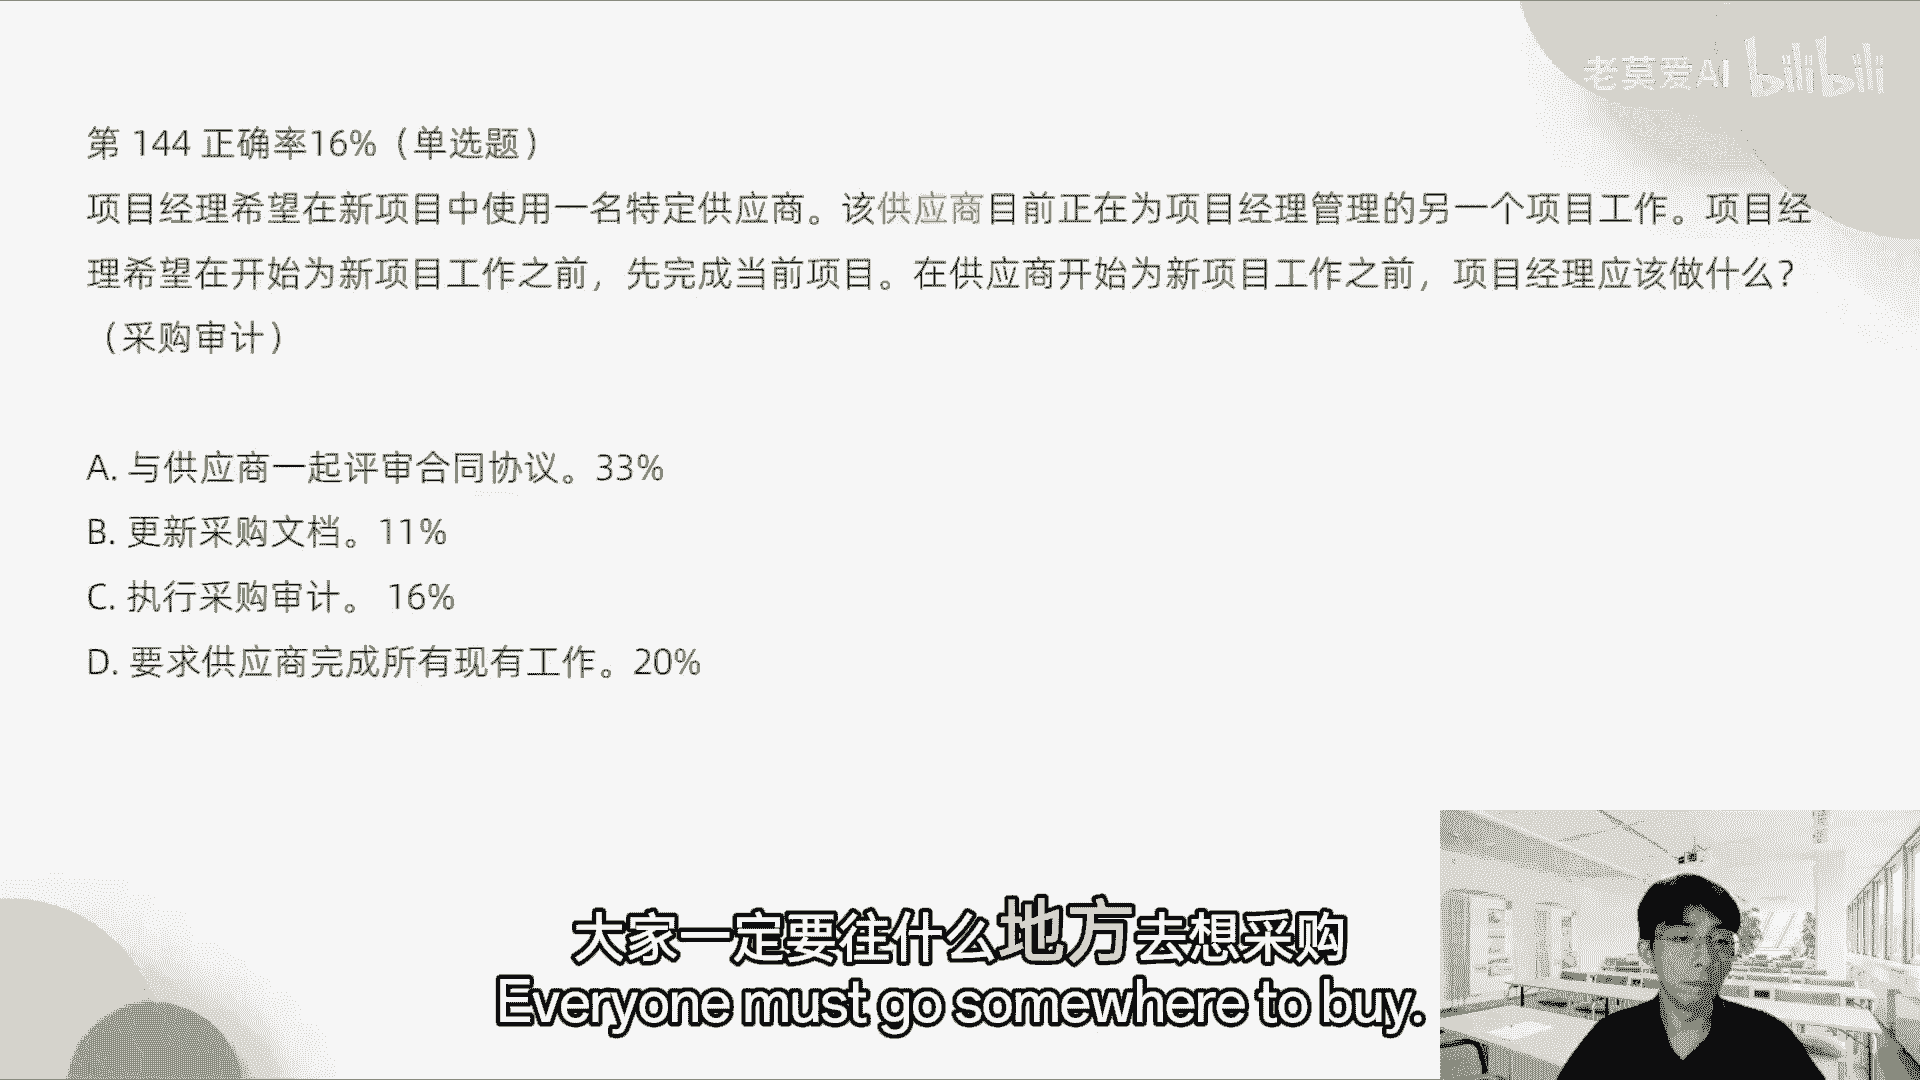 老莫爱AI bilibili
第 144 正确率16%（单选题）
项目经理希望在新项目中使用一名特定供应商。该供应商目前正在为项目经理管理的另一个项目工作。项目经
理希望在开始为新项目工作之前，先完成当前项目。在供应商开始为新项目工作之前，项目经理应该做什么？
（采购审计）
A. 与供应商一起评审合同协议。33%
B. 更新采购文档。11%
C. 执行采购审计。 16%
D. 要求供应商完成所有现有工作。20%
大家一定要往什么地方去想采购
Everyone must go somewhere to buy.